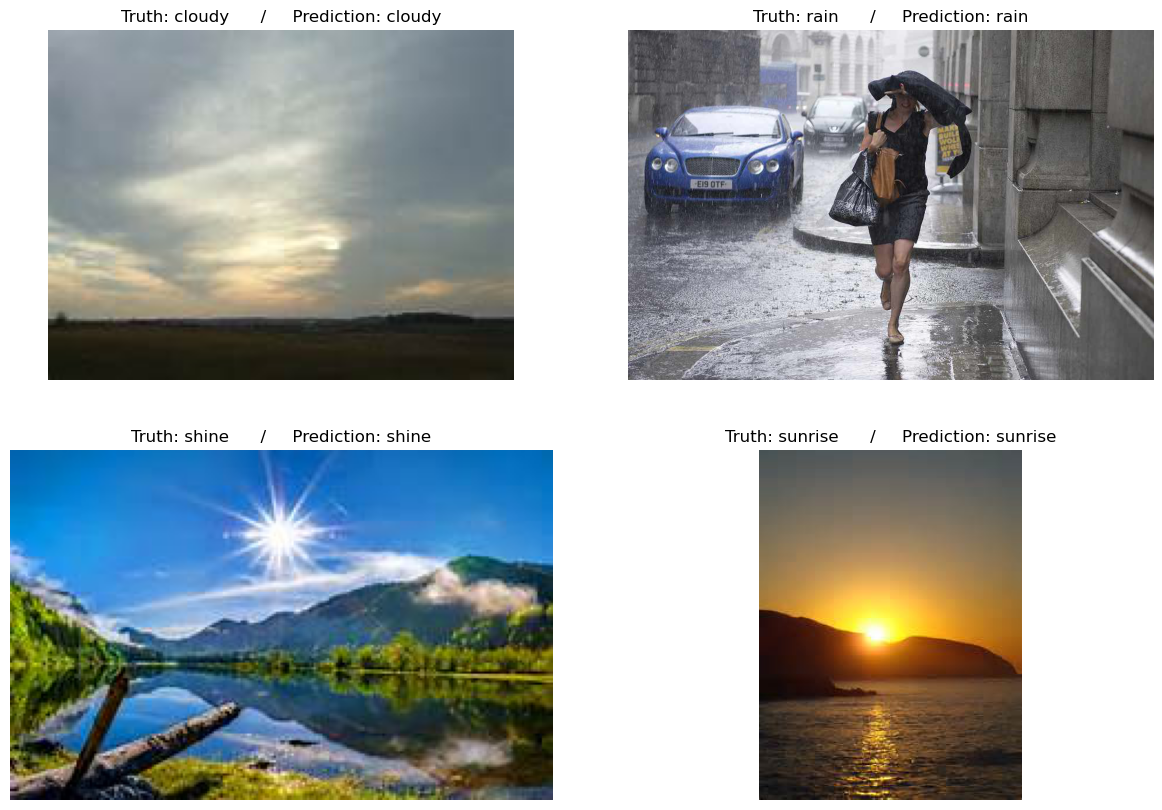 Truth: cloudy / Prediction: cloudy
Truth: rain / Prediction: rain
E19 OTF
Truth: shine / Prediction: shine
Truth: sunrise / Prediction: sunrise